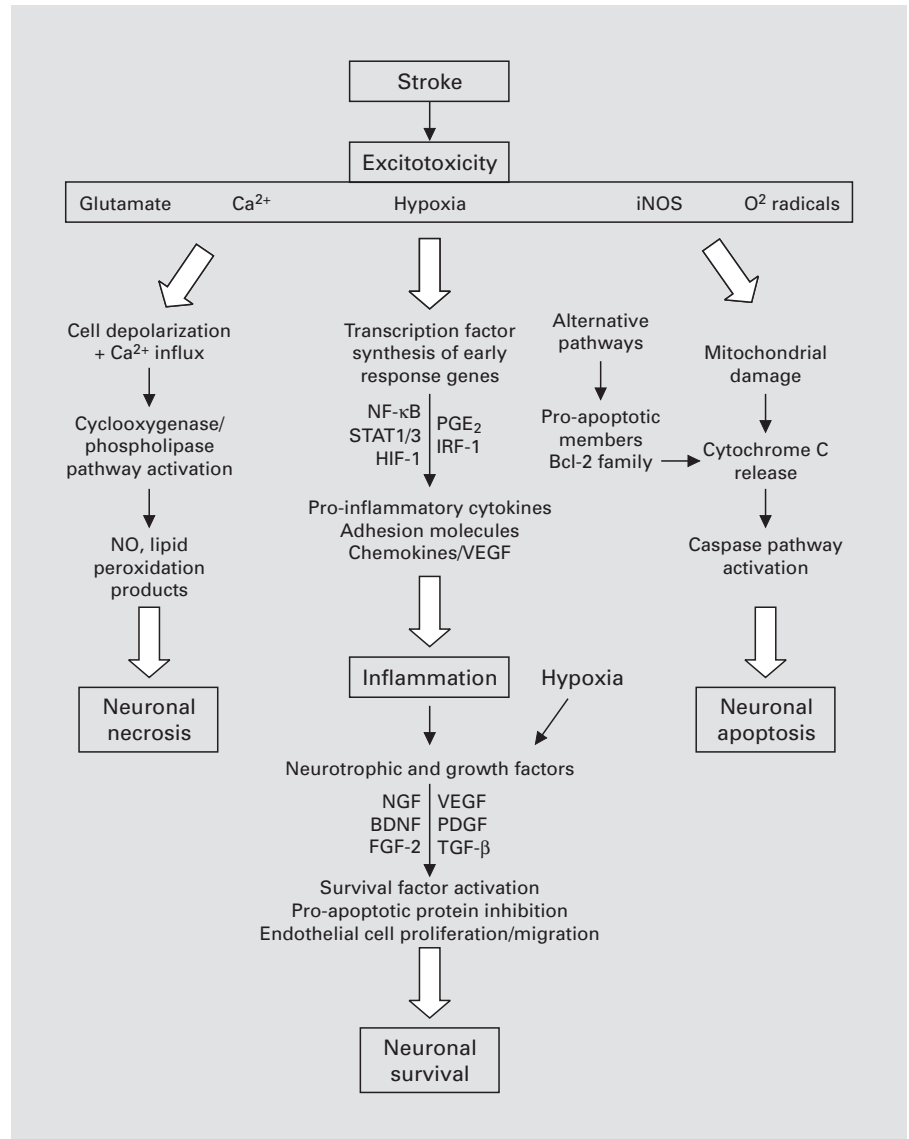 Stroke
Excitotoxicity
Glutamate Ca²⁺ Hypoxia iNOS O² radicals
Cell depolarization
+ Ca²⁺ influx
Cyclooxygenase/
phospholipase
pathway activation
NO, lipid
peroxidation
products
Neuronal
necrosis
Transcription factor
synthesis of early
response genes
NF-κB
STAT1/3
HIF-1
PGE₂
IRF-1
Pro-inflammatory cytokines
Adhesion molecules
Chemokines/VEGF
Inflammation
Hypoxia
Neurotrophic and growth factors
NGF
BDNF
FGF-2
VEGF
PDGF
TGF-β
Survival factor activation
Pro-apoptotic protein inhibition
Endothelial cell proliferation/migration
Neuronal
survival
Alternative
pathways
Pro-apoptotic
members
Bcl-2 family
Mitochondrial
damage
Cytochrome C
release
Caspase pathway
activation
Neuronal
apoptosis